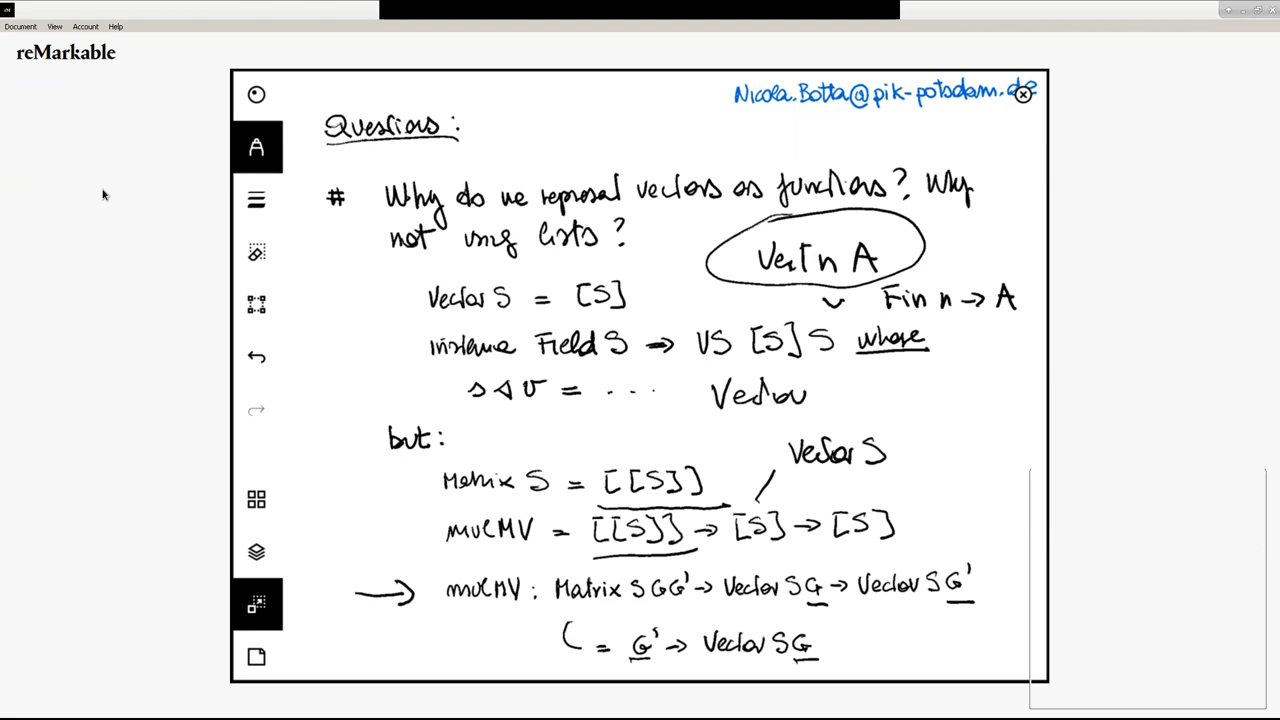 Document View Account Help
reMarkable
Nicola.Botta@pik-potsdam.de
Questions:
# Why do we represent vectors as functions? Why
not using lists?
Vect n A
Vector S = [S]
Fin n → A
instance Field S → VS [S] S where
s ◁ v = ...
Vector
but:
Vector S
Matrix S = [[S]]
mulMV = [[S]] → [S] → [S]
→ mulMV : Matrix S G G' → Vector S G → Vector S G'
( = G' → Vector S G